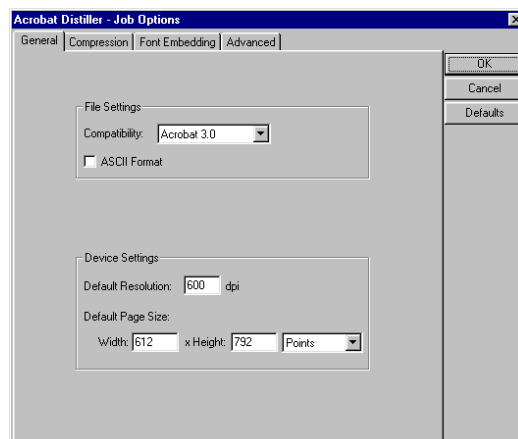 Acrobat Distiller - Job Options
General Compression Font Embedding Advanced
OK
Cancel
Defaults
File Settings
Compatibility: Acrobat 3.0
ASCII Format
Device Settings
Default Resolution: 600 dpi
Default Page Size:
Width: 612 x Height: 792 Points